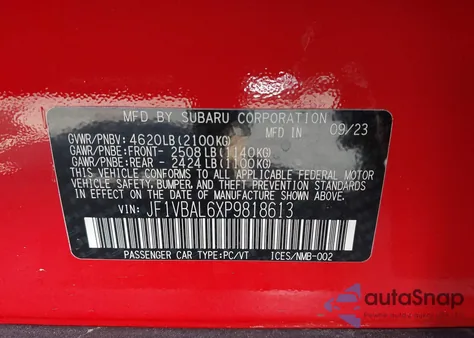 MFD BY SUBARU CORPORATION
09/23
GVWR/PNBV: 4620LB(2100KG)
GAWR/PNBE:FRONT - 2508LB(1140KG)
GAWR/PNBE:REAR - 2424LB(1100KG)
THIS VEHICLE CONFORMS TO ALL APPLICABLE FEDERAL MOTOR
VEHICLE SAFETY, BUMPER, AND THEFT PREVENTION STANDARDS
IN EFFECT ON THE DATE OF MANUFACTURE SHOWN ABOVE.
VIN: JF1VBAL6XP9818613
PASSENGER CAR TYPE:PC/VT ICES/NMB-002
autoSnap